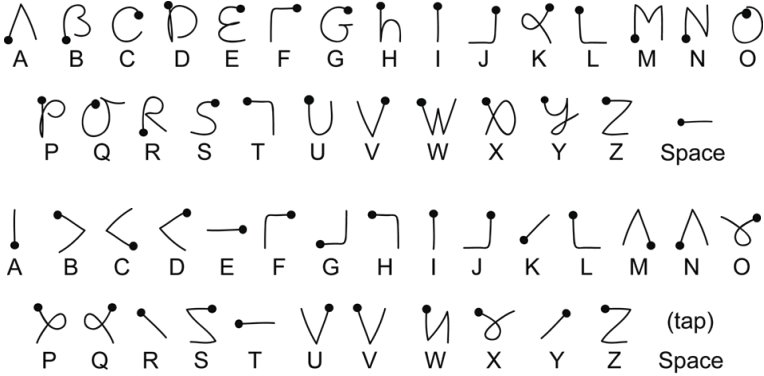 A B C D E F G H I J K L M N O
P Q R S T U V W X Y Z Space
A B C D E F G H I J K L M N O
(tap)
P Q R S T U V W X Y Z Space